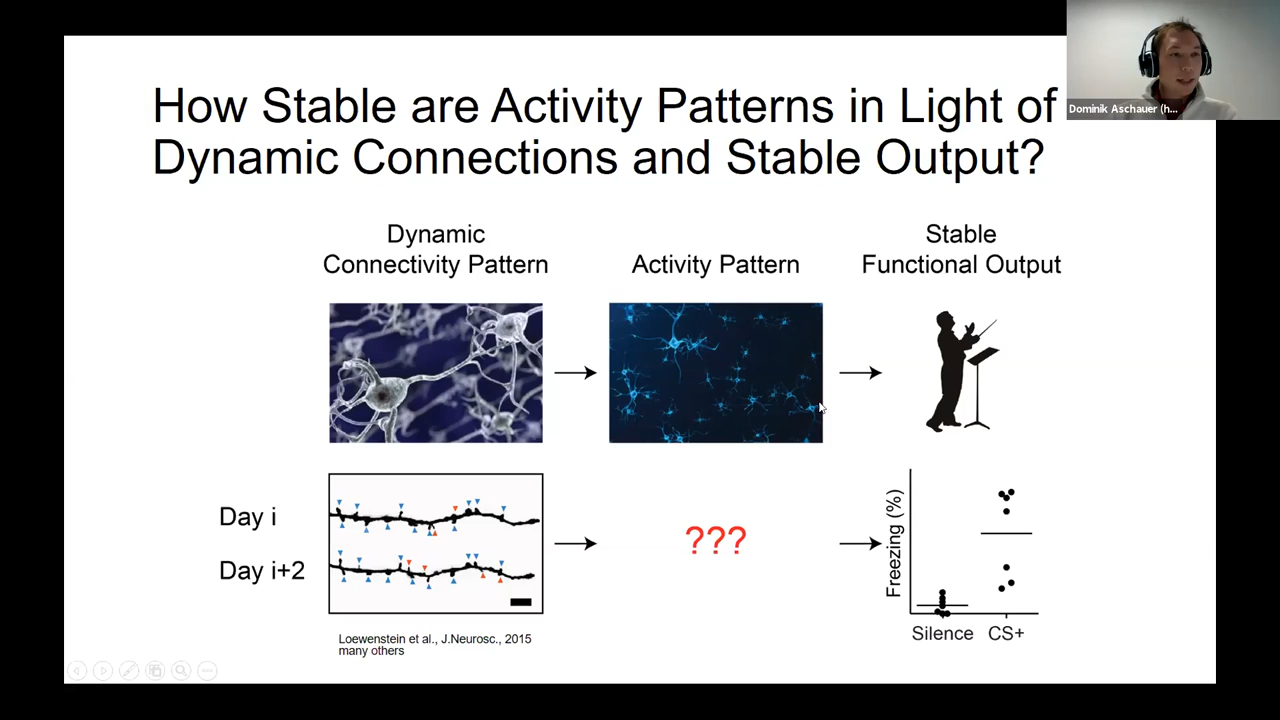 How Stable are Activity Patterns in Light of
Dynamic Connections and Stable Output?
Dominik Aschauer (h...
Dynamic
Connectivity Pattern
Activity Pattern
Stable
Functional Output
Day i
Day i+2
???
Freezing (%)
Silence
CS+
Loewenstein et al., J.Neurosc., 2015
many others